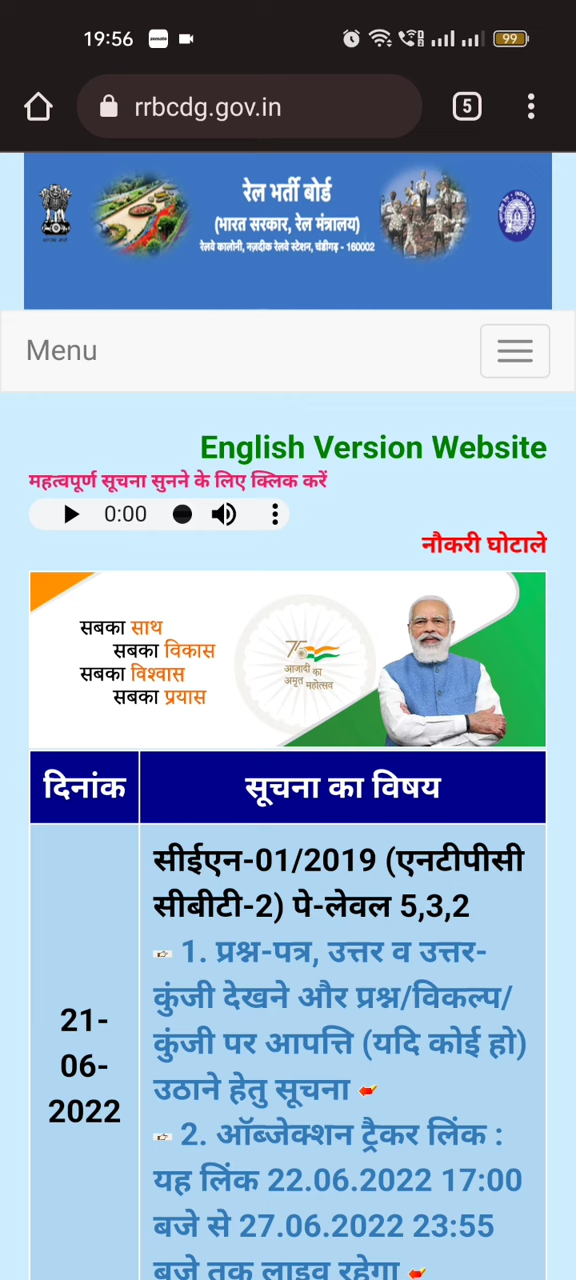 19:56
zomato
99
rrbcdg.gov.in
5
रेल भर्ती बोर्ड
(भारत सरकार, रेल मंत्रालय)
रेलवे कालोनी, नज़दीक रेलवे स्टेशन, चंडीगढ़ - 160002
Menu
English Version Website
महत्वपूर्ण सूचना सुनने के लिए क्लिक करें
0:00
नौकरी घोटाले
सबका साथ
सबका विकास
सबका विश्वास
सबका प्रयास
75
आज़ादी का
अमृत महोत्सव
दिनांक
सूचना का विषय
21-
06-
2022
सीईएन-01/2019 (एनटीपीसी
सीबीटी-2) पे-लेवल 5,3,2
1. प्रश्न-पत्र, उत्तर व उत्तर-
कुंजी देखने और प्रश्न/विकल्प/
कुंजी पर आपत्ति (यदि कोई हो)
उठाने हेतु सूचना
2. ऑब्जेक्शन ट्रैकर लिंक :
यह लिंक 22.06.2022 17:00
बजे से 27.06.2022 23:55
बजे तक लाइव रहेगा